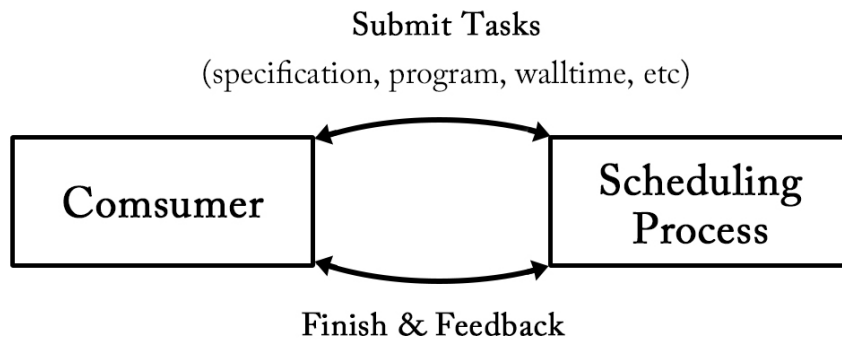 Submit Tasks
(specification, program, walltime, etc)
Comsumer
Scheduling
Process
Finish & Feedback